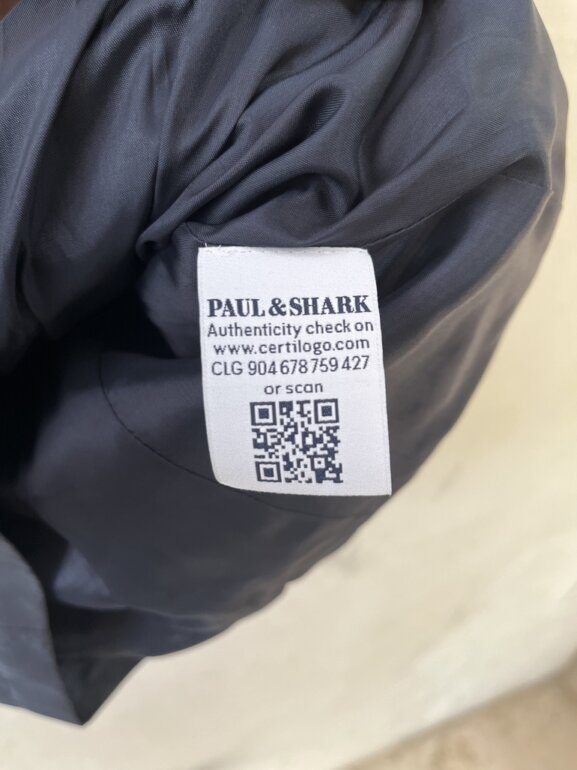 PAUL & SHARK
Authenticity check on
www.certilogo.com
CLG 904 678 759 427
or scan